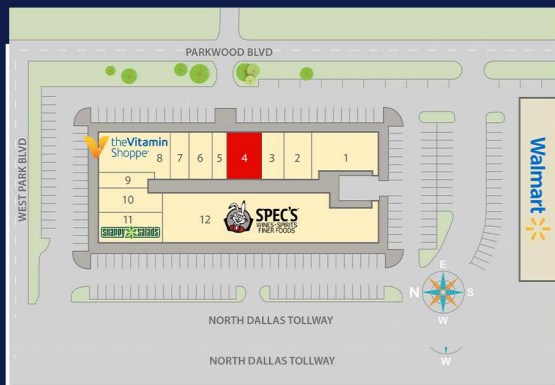 PARKWOOD BLVD
WEST PARK BLVD
theVitamin
Shoppe
8
7
6
5
4
3
2
1
9
10
11
snappy salads
12
SPEC'S
WINES • SPIRITS
FINER FOODS
Walmart
E
N
S
W
NORTH DALLAS TOLLWAY
NORTH DALLAS TOLLWAY
W